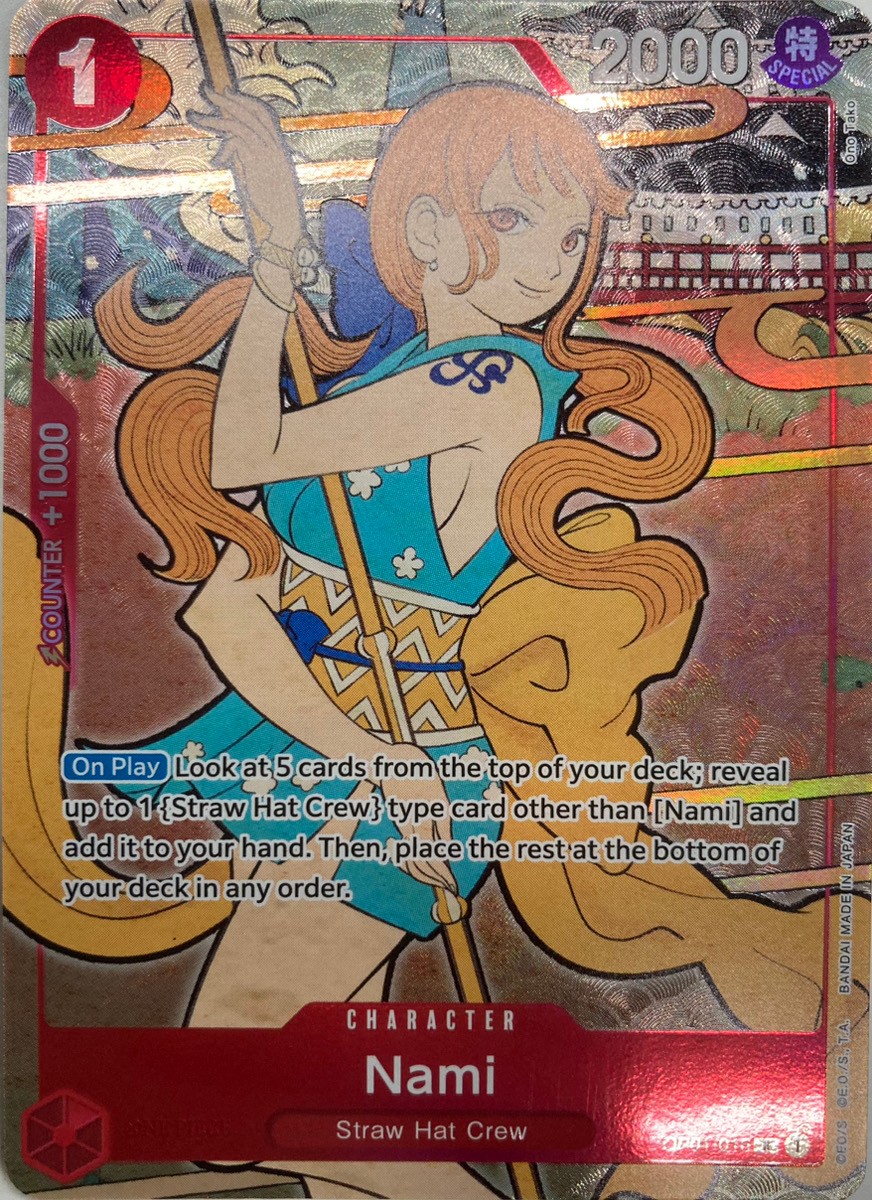 1
2000
特
SPECIAL
Ono Tako
COUNTER +1000
On Play Look at 5 cards from the top of your deck; reveal
up to 1 {Straw Hat Crew} type card other than [Nami] and
add it to your hand. Then, place the rest at the bottom of
your deck in any order.
©E.O/S ©E.O./S., T.A. BANDAI MADE IN JAPAN
CHARACTER
Nami
Straw Hat Crew